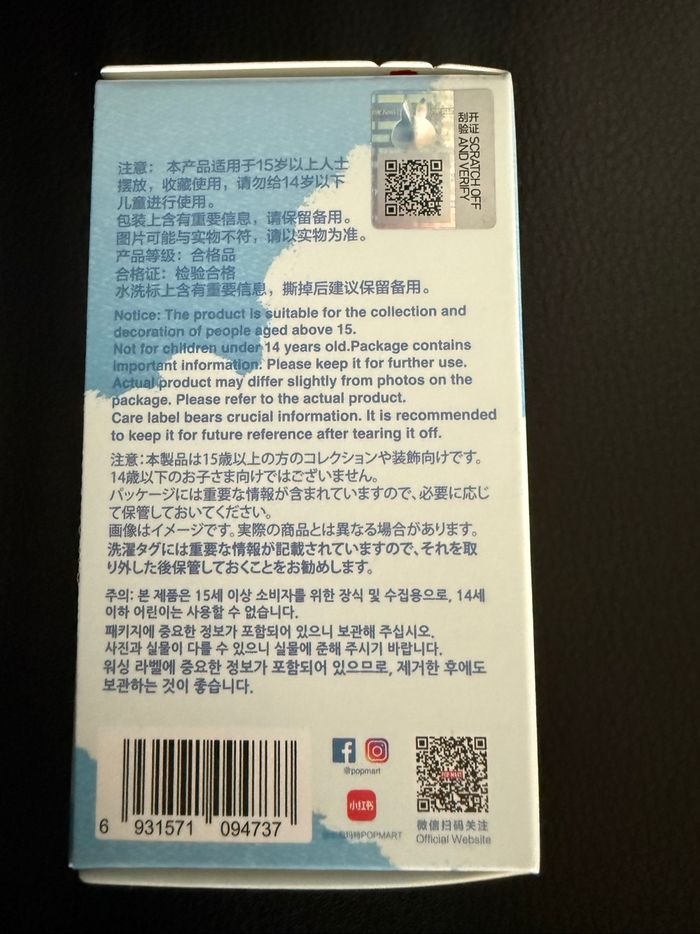 开证 SCRATCH OFF
刮验 AND VERIFY
注意： 本产品适用于15岁以上人士
摆放，收藏使用，请勿给14岁以下
儿童进行使用。
包装上含有重要信息，请保留备用。
图片可能与实物不符，请以实物为准。
产品等级：合格品
合格证：检验合格
水洗标上含有重要信息，撕掉后建议保留备用。
Notice: The product is suitable for the collection and
decoration of people aged above 15.
Not for children under 14 years old.Package contains
important information. Please keep it for further use.
Actual product may differ slightly from photos on the
package. Please refer to the actual product.
Care label bears crucial information. It is recommended
to keep it for future reference after tearing it off.
注意:本製品は15歳以上の方のコレクションや装飾向けです。
14歳以下のお子さま向けではございません。
パッケージには重要な情報が含まれていますので、必要に応じ
て保管しておいてください。
画像はイメージです。実際の商品とは異なる場合があります。
洗濯タグには重要な情報が記載されていますので、それを取
り外した後保管しておくことをお勧めします。
주의: 본 제품은 15세 이상 소비자를 위한 장식 및 수집용으로, 14세
이하 어린이는 사용할 수 없습니다.
패키지에 중요한 정보가 포함되어 있으니 보관해 주십시오.
사진과 실물이 다를 수 있으니 실물에 준해 주시기 바랍니다.
워싱 라벨에 중요한 정보가 포함되어 있으므로, 제거한 후에도
보관하는 것이 좋습니다.
@popmart
小红书
POPMART
POP MART
微信扫码关注
Official Website
6 931571 094737